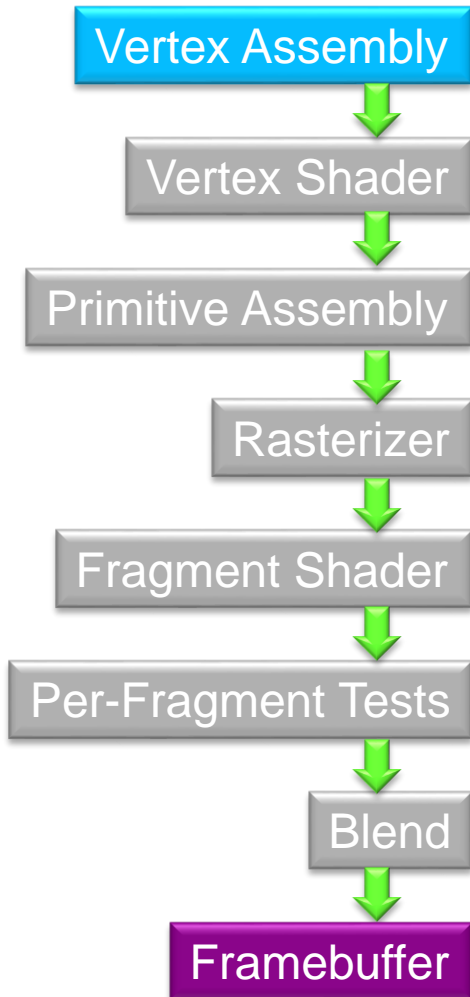 Vertex Assembly
Vertex Shader
Primitive Assembly
Rasterizer
Fragment Shader
Per-Fragment Tests
Blend
Framebuffer